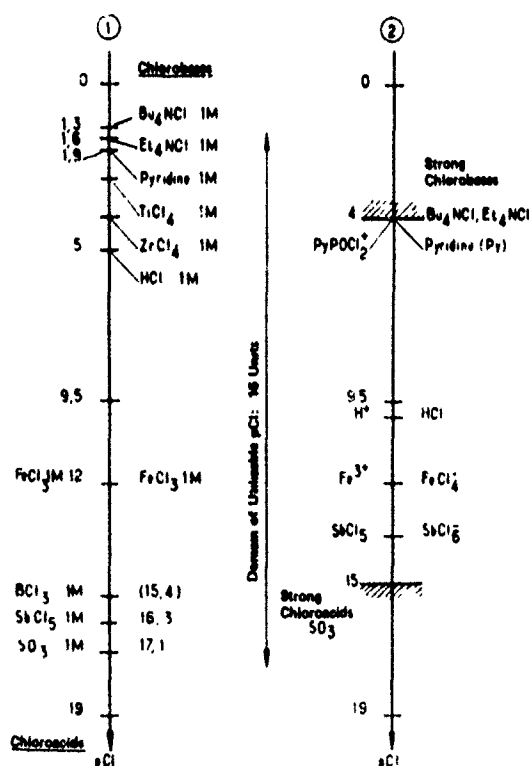 1
Chlorobases
0
1,3 Bu4NCl 1M
1,6 Et4NCl 1M
1,9 Pyridine 1M
TiCl4 1M
ZrCl4 1M
5
HCl 1M
9,5
FeCl3 1M 12 FeCl3 1M
BCl3 1M (15,4)
SbCl5 1M 16,3
SO3 1M 17,1
19
Chloroacids
pCl
Domain of Useable pCl: 16 Units
2
0
Strong
Chlorobases
4 Bu4NCl, Et4NCl
PyPOCl2+ Pyridine (Py)
9,5
H+ HCl
Fe3+ FeCl4-
SbCl5 SbCl6-
15
Strong
Chloroacids
SO3
19
pCl